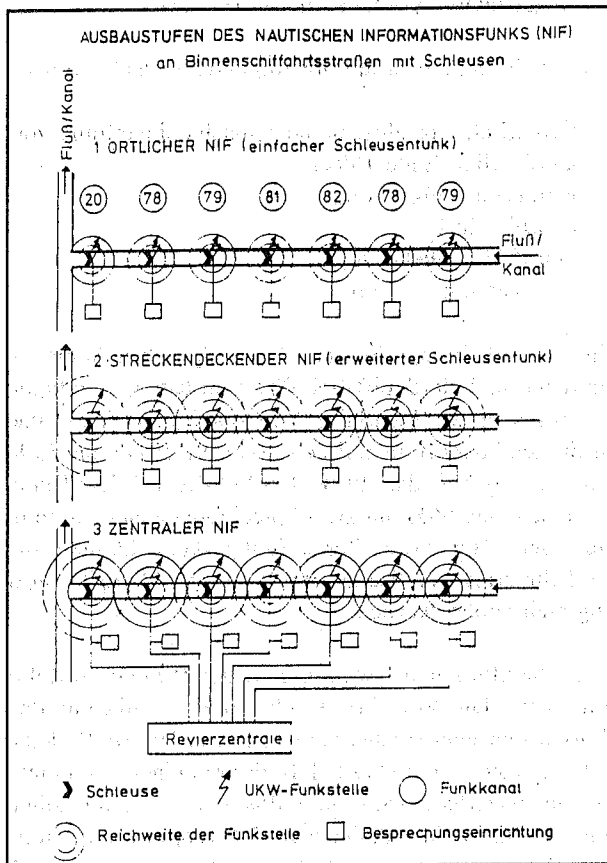 AUSBAUSTUFEN DES NAUTISCHEN INFORMATIONSFUNKS (NIF)
an Binnenschiffahrtsstraßen mit Schleusen
Fluß/Kanal
1 ÖRTLICHER NIF (einfacher Schleusenfunk)
20 78 79 81 82 78 79
Fluß/
Kanal
2 STRECKENDECKENDER NIF (erweiterter Schleusenfunk)
3 ZENTRALER NIF
Revierzentrale
Schleuse UKW-Funkstelle Funkkanal
Reichweite der Funkstelle Besprechungseinrichtung